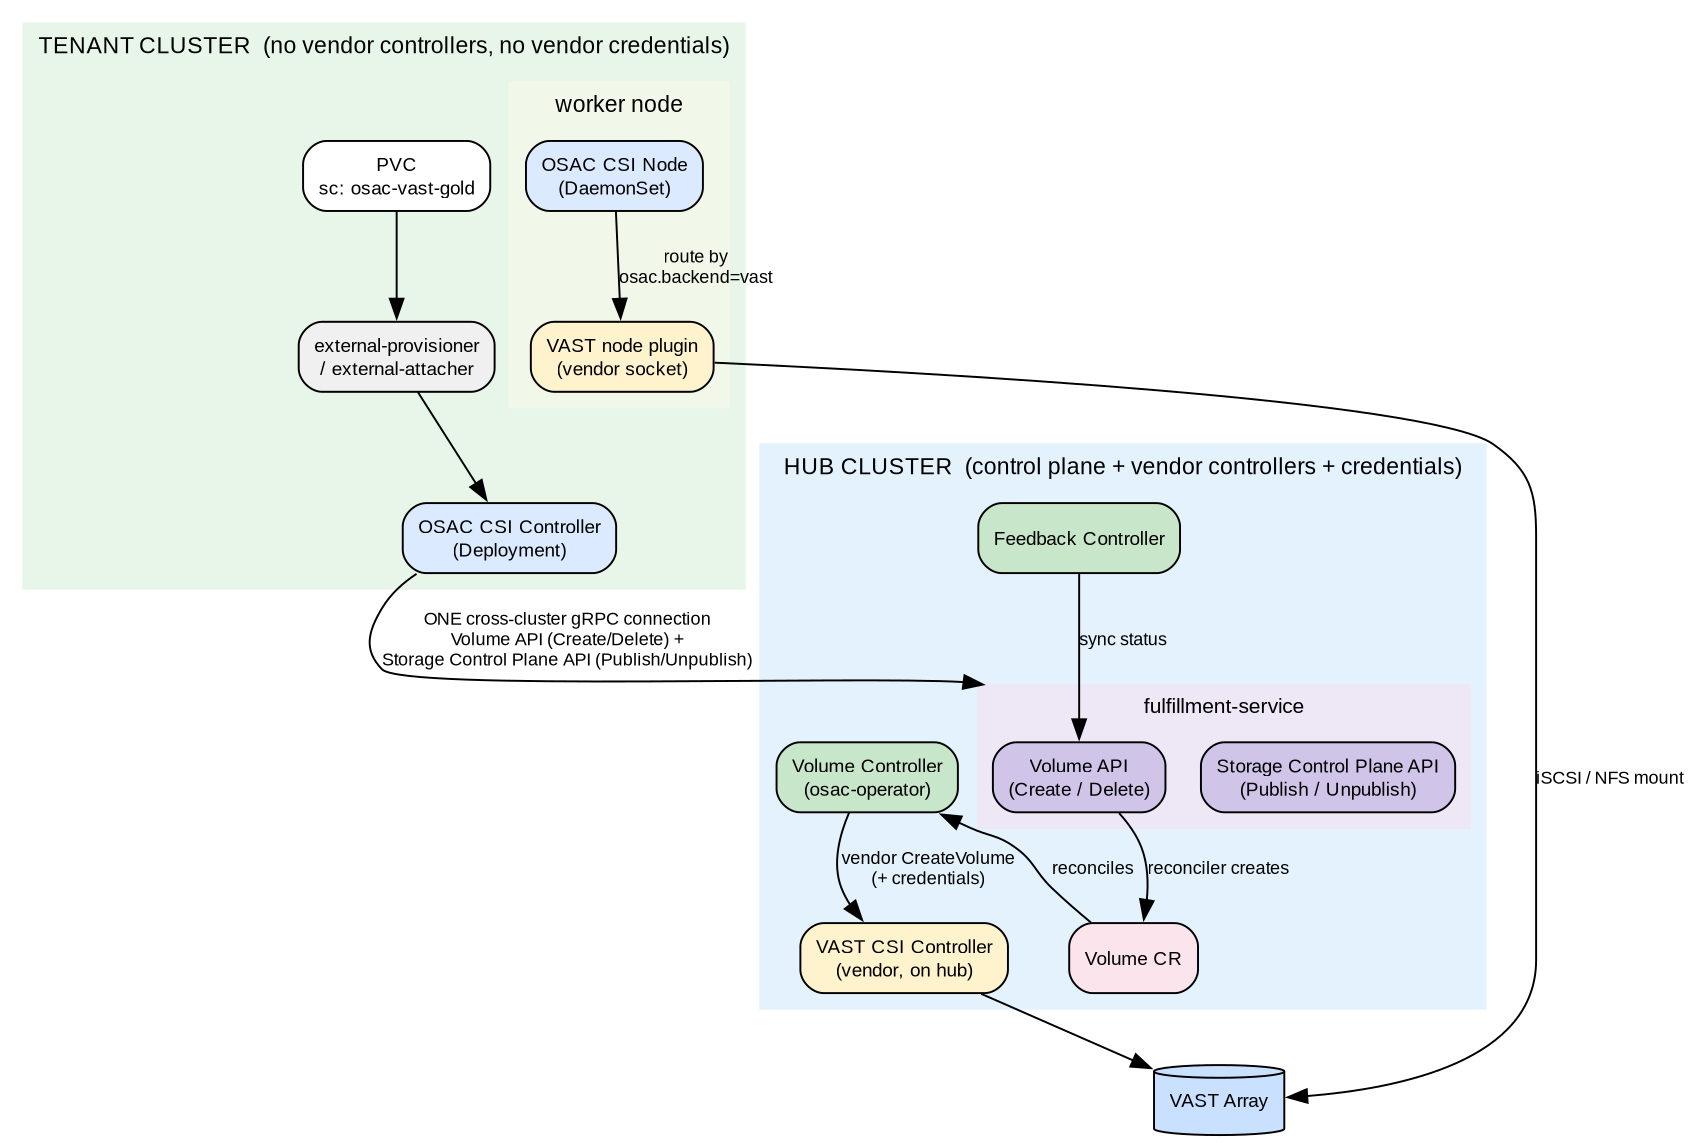 TENANT CLUSTER  (no vendor controllers, no vendor credentials)
worker node
PVC
sc: osac-vast-gold
OSAC CSI Node
(DaemonSet)
route by
osac.backend=vast
external-provisioner
/ external-attacher
VAST node plugin
(vendor socket)
OSAC CSI Controller
(Deployment)
HUB CLUSTER  (control plane + vendor controllers + credentials)
Feedback Controller
ONE cross-cluster gRPC connection
Volume API (Create/Delete) +
Storage Control Plane API (Publish/Unpublish)
sync status
fulfillment-service
Volume Controller
(osac-operator)
Volume API
(Create / Delete)
Storage Control Plane API
(Publish / Unpublish)
iSCSI / NFS mount
vendor CreateVolume
(+ credentials)
reconciles
reconciler creates
VAST CSI Controller
(vendor, on hub)
Volume CR
VAST Array